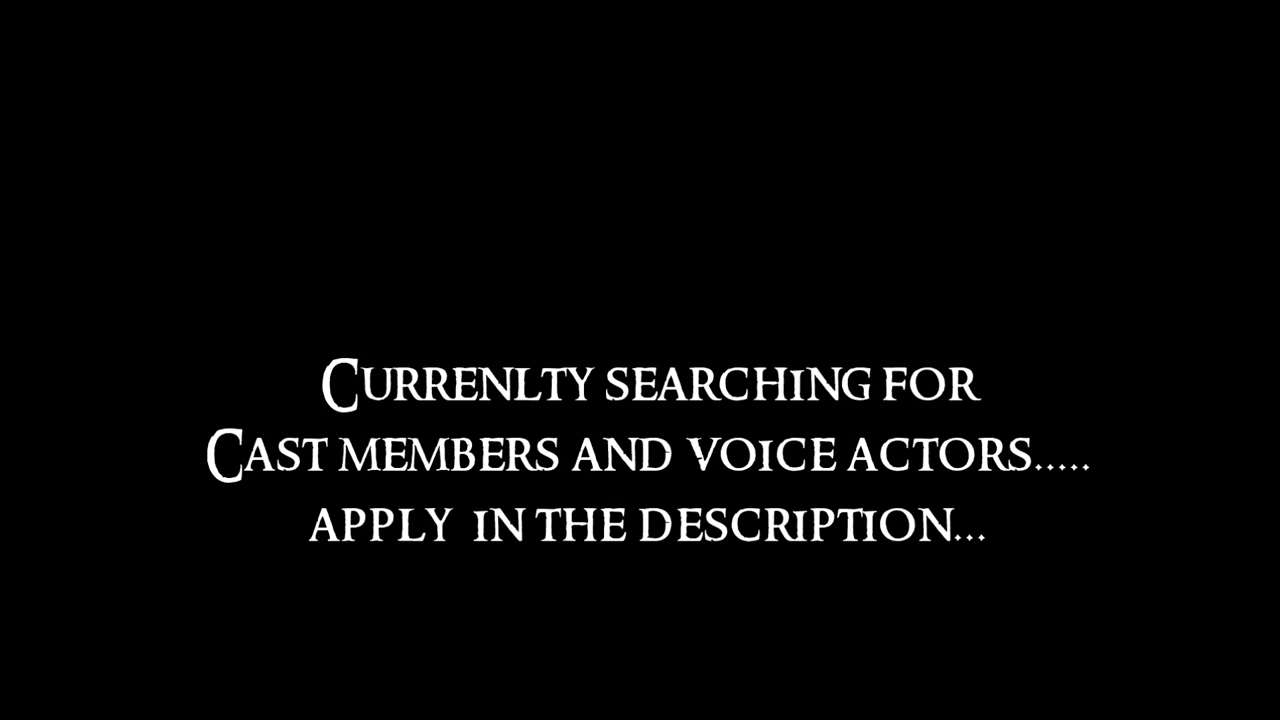 Currenlty searching for
Cast members and voice actors.....
apply in the description...